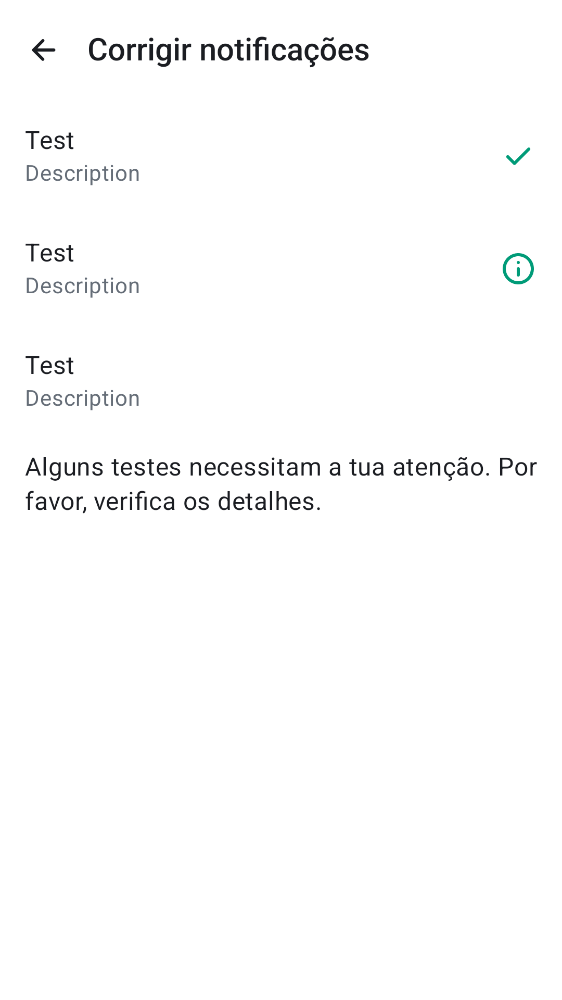 Corrigir notificações
Test
Description
Test
Description
Test
Description
Alguns testes necessitam a tua atenção. Por
favor, verifica os detalhes.